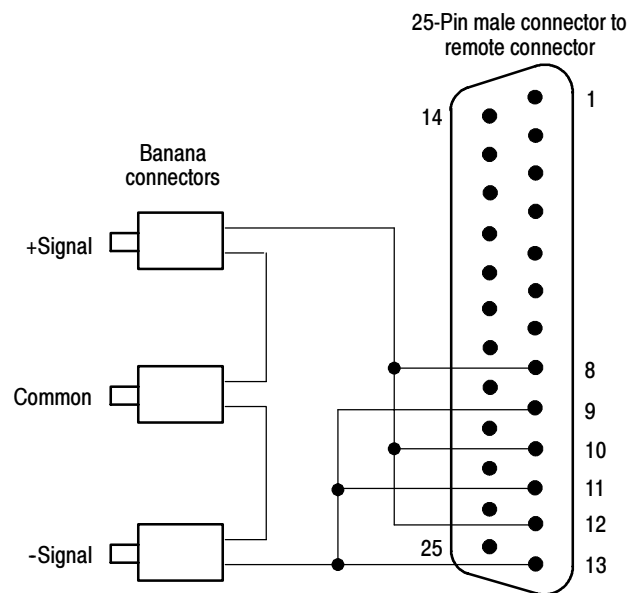 25-Pin male connector to
remote connector
1
14
Banana
connectors
+Signal
8
Common
9
10
11
12
-Signal
25
13